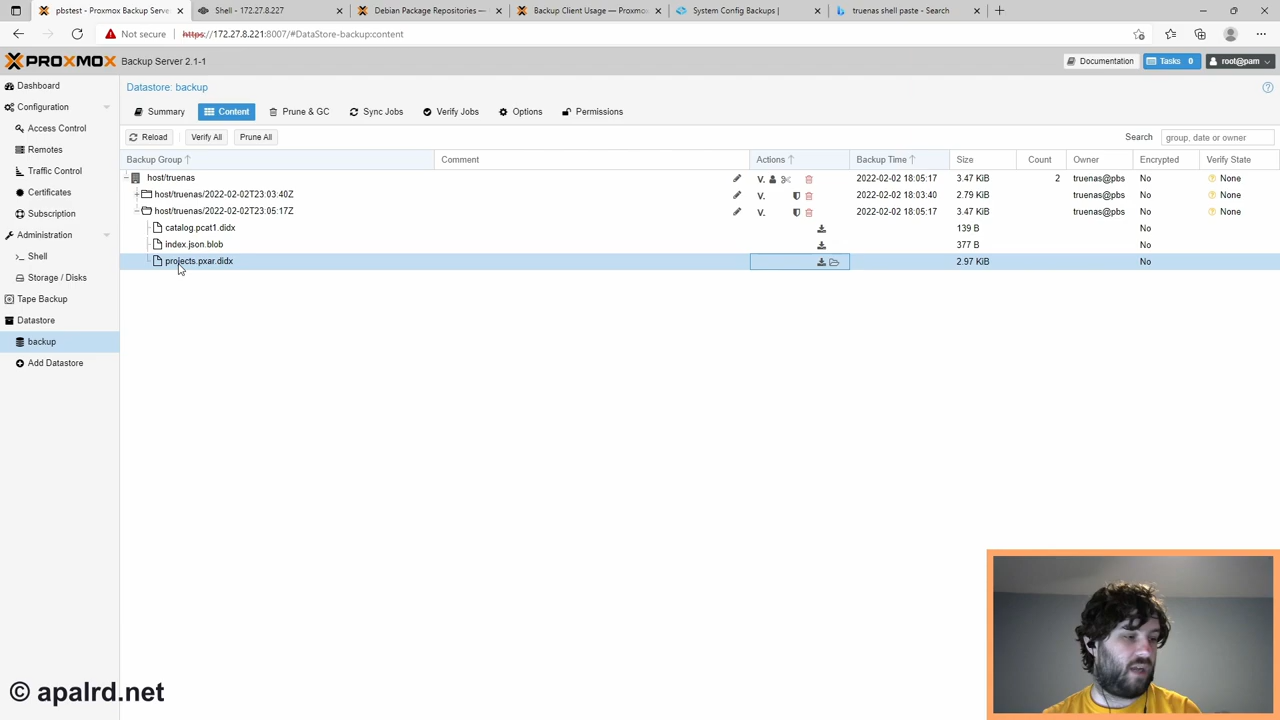 pbstest - Proxmox Backup Serve
Shell - 172.27.8.227
Debian Package Repositories —
Backup Client Usage — Proxmo
System Config Backups |
truenas shell paste - Search
Not secure
https://172.27.8.221:8007/#DataStore-backup:content
PROXMOX Backup Server 2.1-1
Documentation
Tasks 0
root@pam
Dashboard
Configuration
Access Control
Remotes
Traffic Control
Certificates
Subscription
Administration
Shell
Storage / Disks
Tape Backup
Datastore
backup
Add Datastore
Datastore: backup
Summary
Content
Prune & GC
Sync Jobs
Verify Jobs
Options
Permissions
Reload
Verify All
Prune All
Search
group, date or owner
Backup Group Comment Actions Backup Time Size Count Owner Encrypted Verify State
host/truenas V. 2022-02-02 18:05:17 3.47 KiB 2 truenas@pbs No None
host/truenas/2022-02-02T23:03:40Z V. 2022-02-02 18:03:40 2.79 KiB truenas@pbs No None
host/truenas/2022-02-02T23:05:17Z V. 2022-02-02 18:05:17 3.47 KiB truenas@pbs No None
catalog.pcat1.didx 139 B No
index.json.blob 377 B No
projects.pxar.didx 2.97 KiB No
© apalrd.net